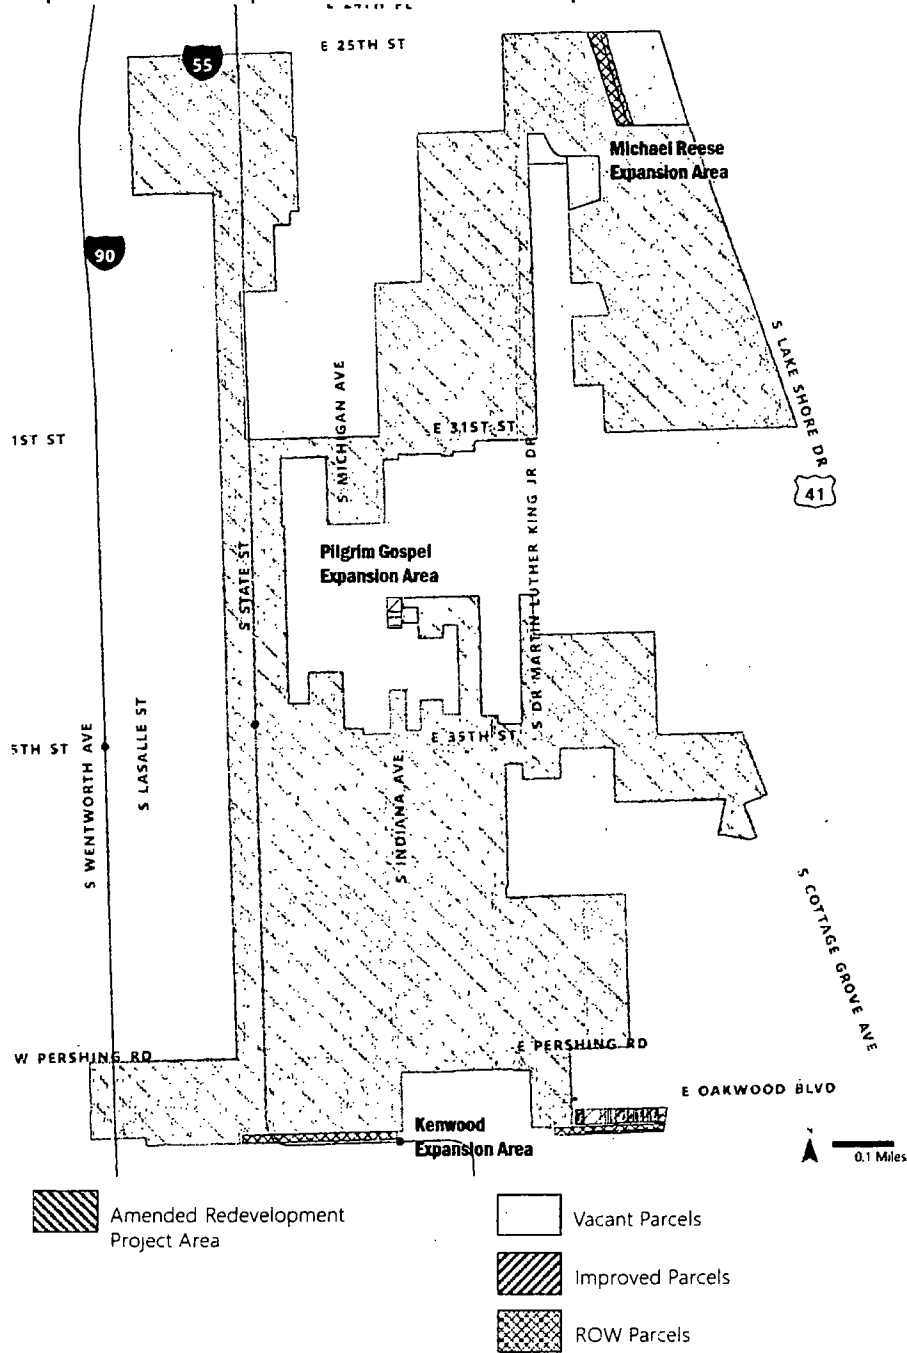 E 25TH ST
55
Michael Reese
Expansion Area
90
S LAKE SHORE DR
S MICHIGAN AVE
1ST ST
E 31ST ST
41
S DR MARTIN LUTHER KING JR DR
Pilgrim Gospel
Expansion Area
S STATE ST
5TH ST
E 35TH ST
S WENTWORTH AVE
S LASALLE ST
S INDIANA AVE
S COTTAGE GROVE AVE
W PERSHING RD
E PERSHING RD
E OAKWOOD BLVD
Kenwood
Expansion Area
0.1 Miles
Amended Redevelopment
Project Area
Vacant Parcels
Improved Parcels
ROW Parcels